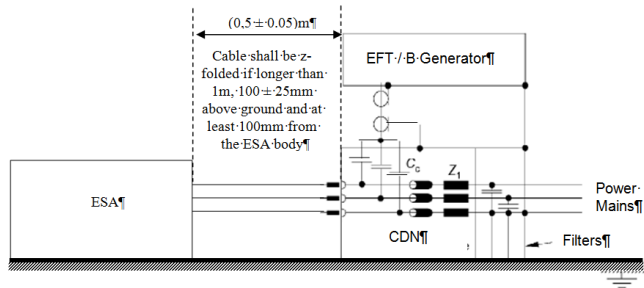 (0,5 ± 0.05)m¶
Cable·shall·be·z-
folded·if·longer·than·
1m,·100·±·25mm·
above·ground·and·at·
least·100mm·from·
the·ESA·body¶
EFT·/·B·Generator¶
C_c
Z₁
ESA¶
Power·
Mains¶
CDN¶
Filters¶